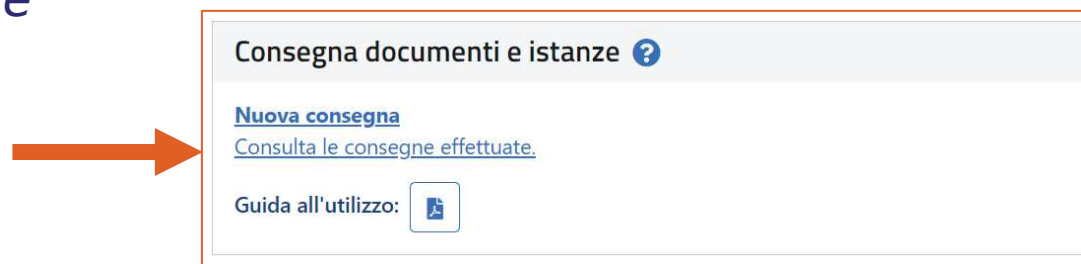 e
Consegna documenti e istanze ?
Nuova consegna
Consulta le consegne effettuate.
Guida all'utilizzo: